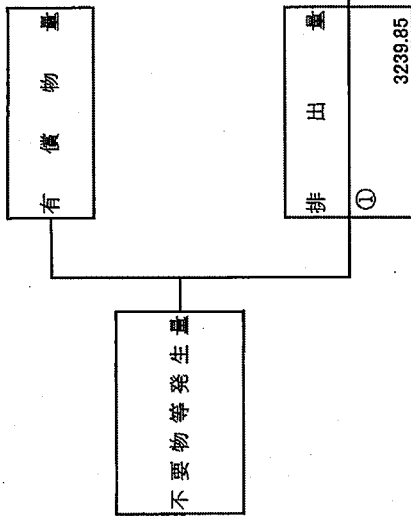 不要物等発生量
有償物量
排出量
①
3239.85